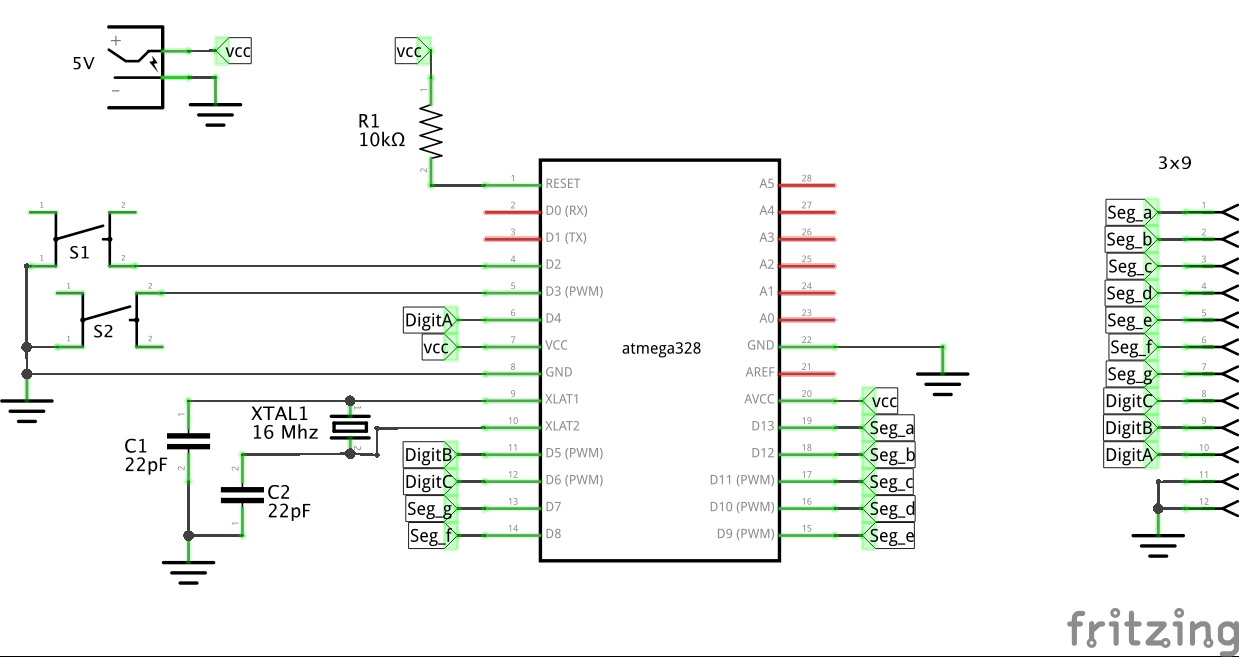 +
5V
−
vcc
vcc
1
R1
10kΩ
2
1
2
S1
1
2
1
2
S2
1
2
DigitA
vcc
XTAL1
16 Mhz
1
2
C1
22pF
1
2
C2
22pF
2
1
DigitB
DigitC
Seg_g
Seg_f
atmega328
1 RESET
2 D0 (RX)
3 D1 (TX)
4 D2
5 D3 (PWM)
6 D4
7 VCC
8 GND
9 XLAT1
10 XLAT2
11 D5 (PWM)
12 D6 (PWM)
13 D7
14 D8
A5 28
A4 27
A3 26
A2 25
A1 24
A0 23
GND 22
AREF 21
AVCC 20
D13 19
D12 18
D11 (PWM) 17
D10 (PWM) 16
D9 (PWM) 15
vcc
Seg_a
Seg_b
Seg_c
Seg_d
Seg_e
3x9
Seg_a 1
Seg_b 2
Seg_c 3
Seg_d 4
Seg_e 5
Seg_f 6
Seg_g 7
DigitC 8
DigitB 9
DigitA 10
11
12
fritzing